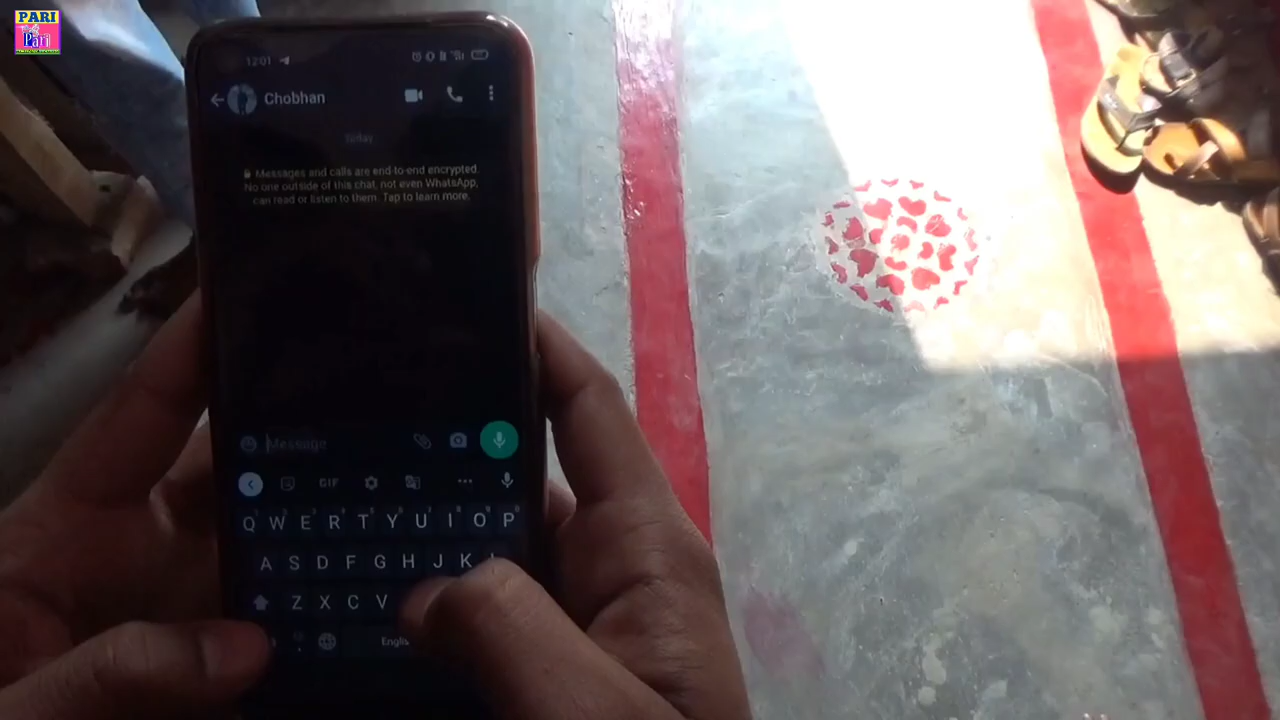 PARI
Pari
12:01
Chobhan
Today
Messages and calls are end-to-end encrypted.
No one outside of this chat, not even WhatsApp,
can read or listen to them. Tap to learn more.
Message
GIF
Q W E R T Y U I O P
A S D F G H J K
Z X C V
Englis